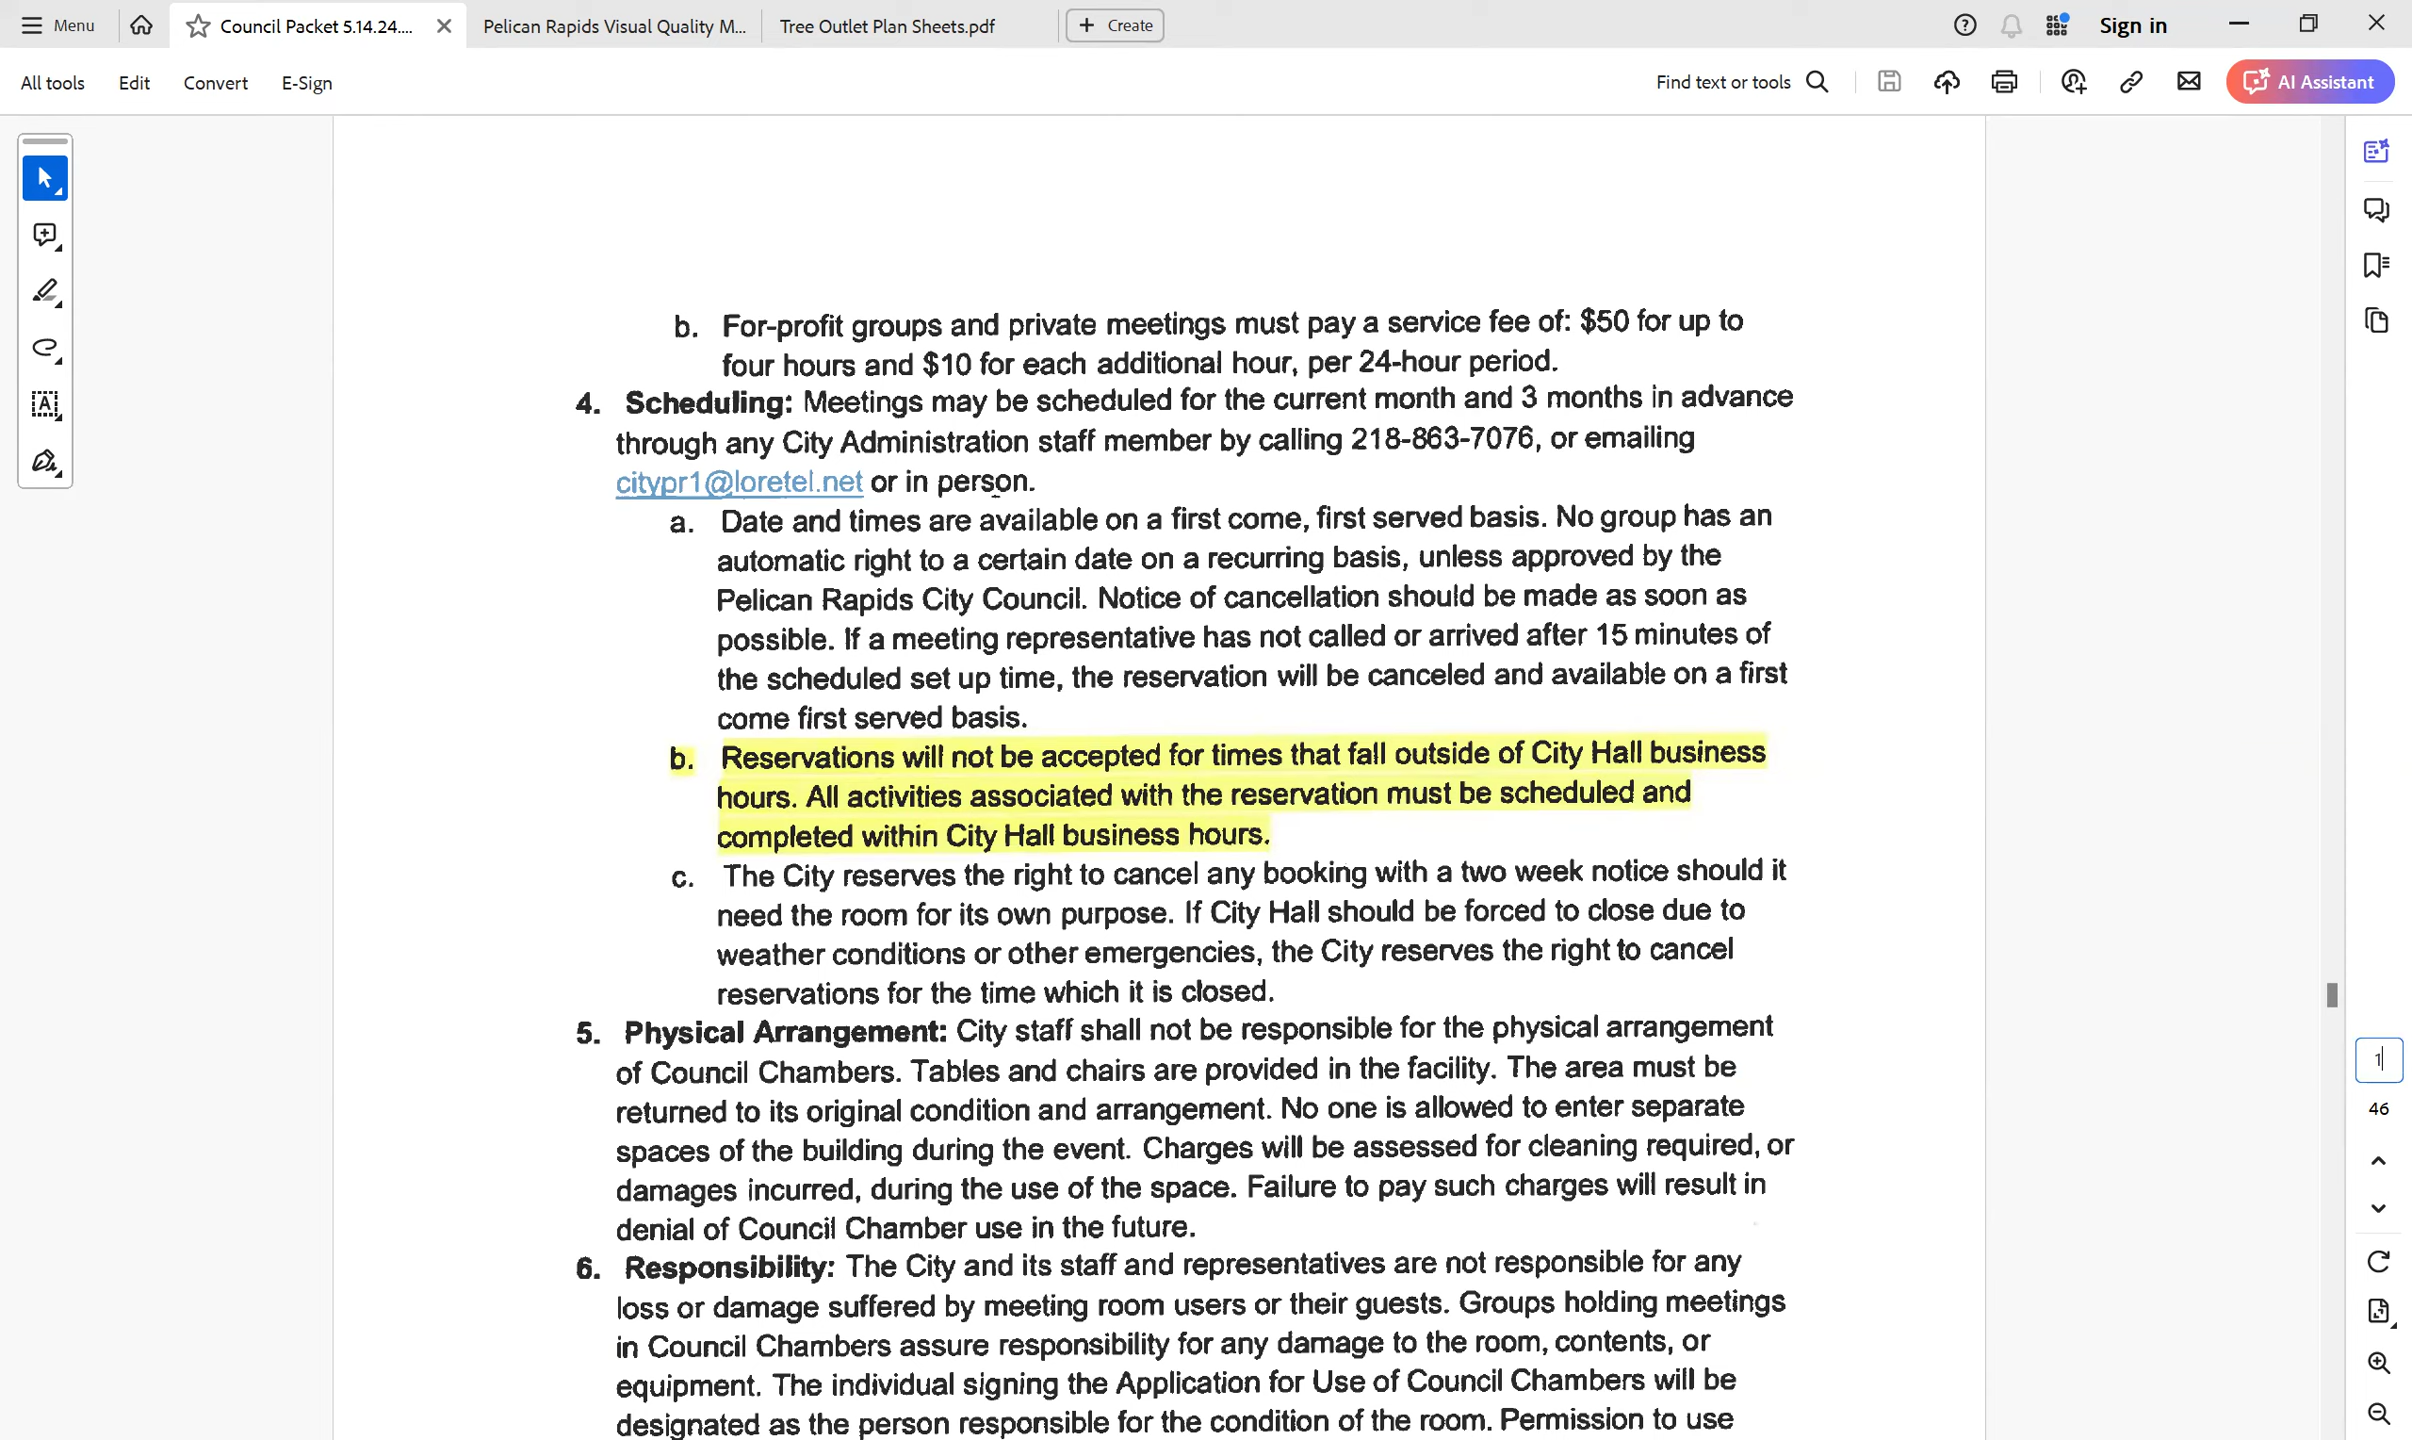 Menu
Council Packet 5.14.24....
Pelican Rapids Visual Quality M...
Tree Outlet Plan Sheets.pdf
+ Create
Sign in
All tools
Edit
Convert
E-Sign
Find text or tools
AI Assistant
b. For-profit groups and private meetings must pay a service fee of: $50 for up to
four hours and $10 for each additional hour, per 24-hour period.
4. Scheduling: Meetings may be scheduled for the current month and 3 months in advance
through any City Administration staff member by calling 218-863-7076, or emailing
citypr1@loretel.net or in person.
a. Date and times are available on a first come, first served basis. No group has an
automatic right to a certain date on a recurring basis, unless approved by the
Pelican Rapids City Council. Notice of cancellation should be made as soon as
possible. If a meeting representative has not called or arrived after 15 minutes of
the scheduled set up time, the reservation will be canceled and available on a first
come first served basis.
b. Reservations will not be accepted for times that fall outside of City Hall business
hours. All activities associated with the reservation must be scheduled and
completed within City Hall business hours.
c. The City reserves the right to cancel any booking with a two week notice should it
need the room for its own purpose. If City Hall should be forced to close due to
weather conditions or other emergencies, the City reserves the right to cancel
reservations for the time which it is closed.
5. Physical Arrangement: City staff shall not be responsible for the physical arrangement
of Council Chambers. Tables and chairs are provided in the facility. The area must be
returned to its original condition and arrangement. No one is allowed to enter separate
spaces of the building during the event. Charges will be assessed for cleaning required, or
damages incurred, during the use of the space. Failure to pay such charges will result in
denial of Council Chamber use in the future.
6. Responsibility: The City and its staff and representatives are not responsible for any
loss or damage suffered by meeting room users or their guests. Groups holding meetings
in Council Chambers assure responsibility for any damage to the room, contents, or
equipment. The individual signing the Application for Use of Council Chambers will be
designated as the person responsible for the condition of the room. Permission to use
1
46